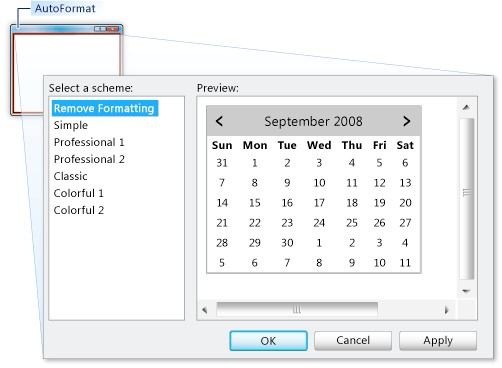 AutoFormat
Select a scheme:
Remove Formatting
Simple
Professional 1
Professional 2
Classic
Colorful 1
Colorful 2
Preview:
< September 2008 >
Sun Mon Tue Wed Thu Fri Sat
31 1 2 3 4 5 6
7 8 9 10 11 12 13
14 15 16 17 18 19 20
21 22 23 24 25 26 27
28 29 30 1 2 3 4
5 6 7 8 9 10 11
OK Cancel Apply